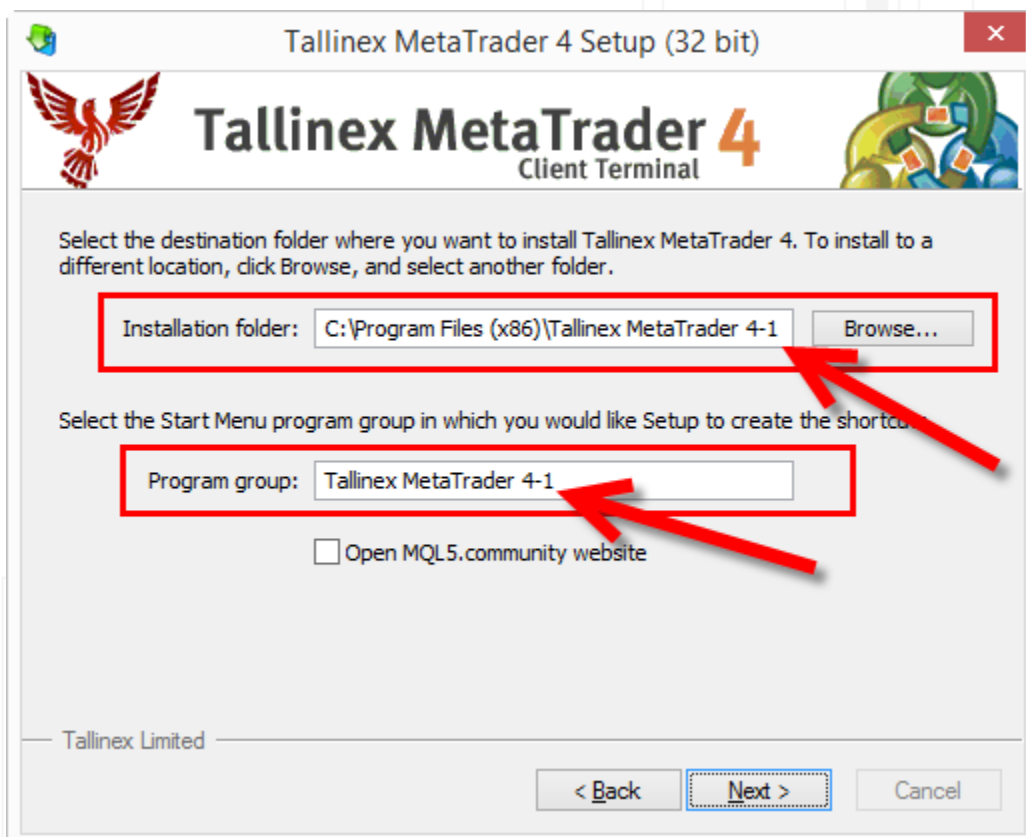 Tallinex MetaTrader 4 Setup (32 bit)
Tallinex MetaTrader 4
Client Terminal
Select the destination folder where you want to install Tallinex MetaTrader 4. To install to a
different location, click Browse, and select another folder.
Installation folder: C:\Program Files (x86)\Tallinex MetaTrader 4-1 Browse...
Select the Start Menu program group in which you would like Setup to create the
Program group: Tallinex MetaTrader 4-1
Open MQL5.community website
Tallinex Limited
< Back Next > Cancel